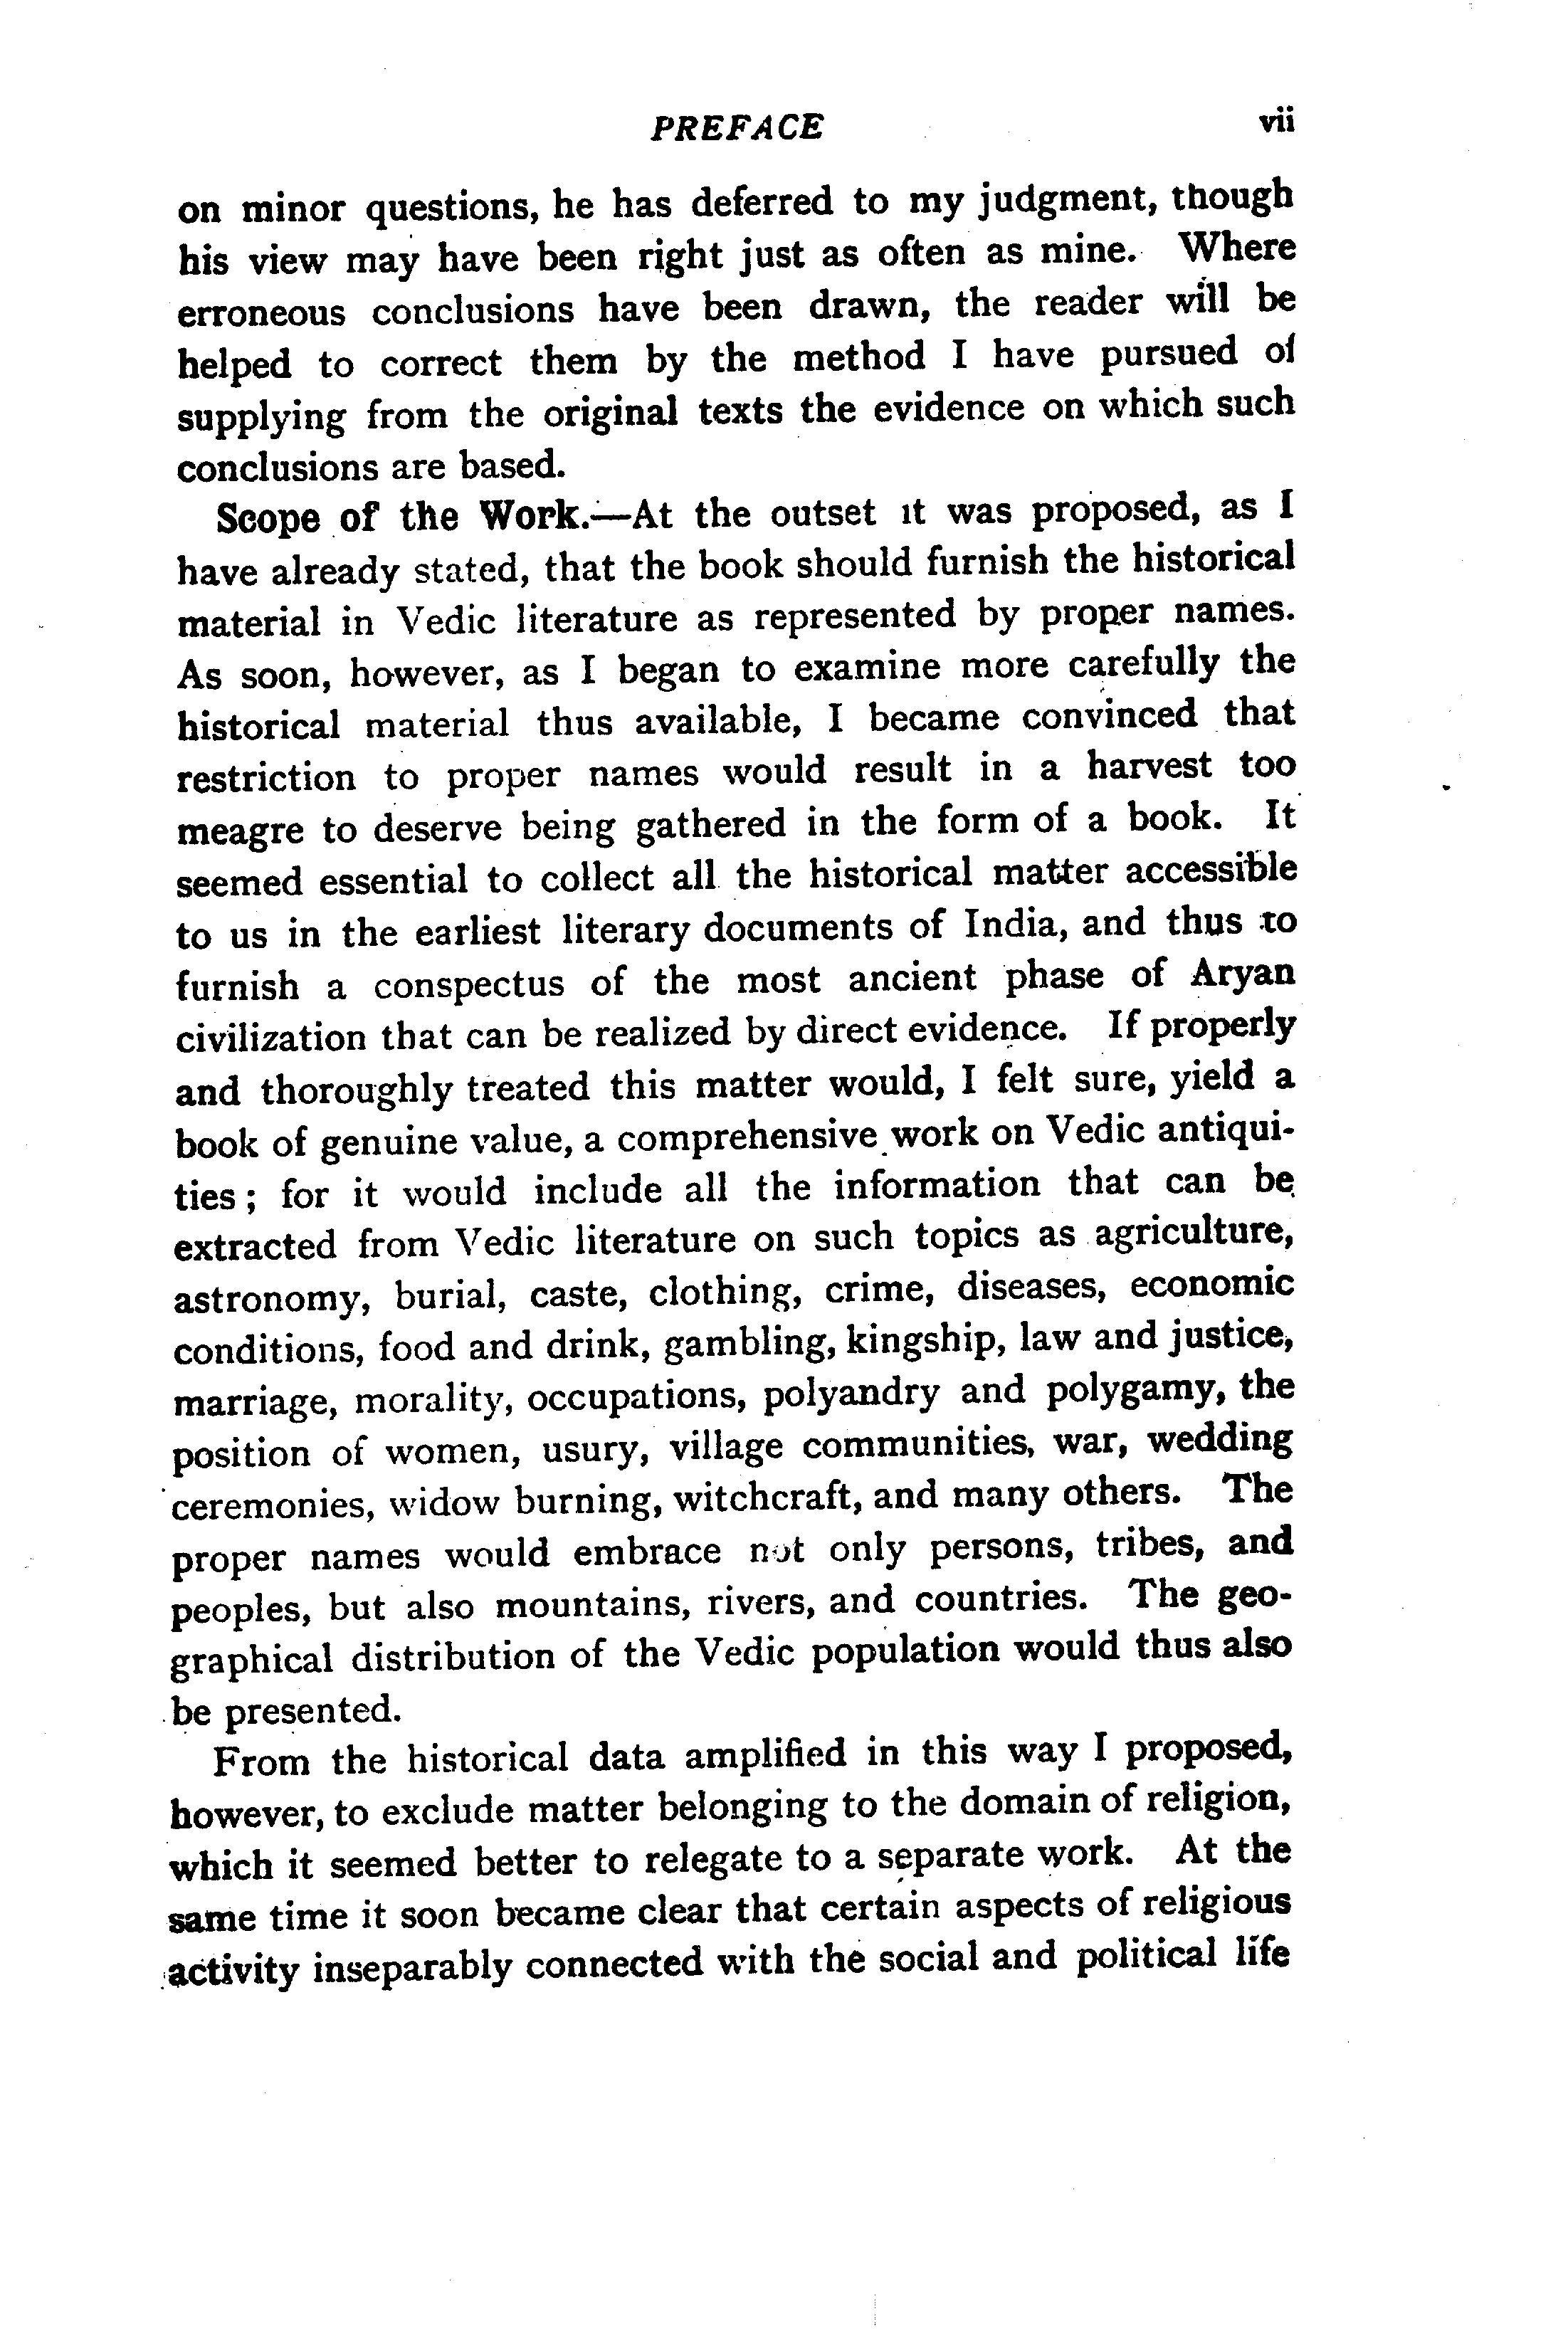 PREFACE vii
on minor questions, he has deferred to my judgment, though
his view may have been right just as often as mine. Where
erroneous conclusions have been drawn, the reader will be
helped to correct them by the method I have pursued of
supplying from the original texts the evidence on which such
conclusions are based.
Scope of the Work.—At the outset it was proposed, as I
have already stated, that the book should furnish the historical
material in Vedic literature as represented by proper names.
As soon, however, as I began to examine more carefully the
historical material thus available, I became convinced that
restriction to proper names would result in a harvest too
meagre to deserve being gathered in the form of a book. It
seemed essential to collect all the historical matter accessible
to us in the earliest literary documents of India, and thus to
furnish a conspectus of the most ancient phase of Aryan
civilization that can be realized by direct evidence. If properly
and thoroughly treated this matter would, I felt sure, yield a
book of genuine value, a comprehensive work on Vedic antiqui-
ties; for it would include all the information that can be
extracted from Vedic literature on such topics as agriculture,
astronomy, burial, caste, clothing, crime, diseases, economic
conditions, food and drink, gambling, kingship, law and justice,
marriage, morality, occupations, polyandry and polygamy, the
position of women, usury, village communities, war, wedding
ceremonies, widow burning, witchcraft, and many others. The
proper names would embrace not only persons, tribes, and
peoples, but also mountains, rivers, and countries. The geo-
graphical distribution of the Vedic population would thus also
be presented.
From the historical data amplified in this way I proposed,
however, to exclude matter belonging to the domain of religion,
which it seemed better to relegate to a separate work. At the
same time it soon became clear that certain aspects of religious
activity inseparably connected with the social and political life